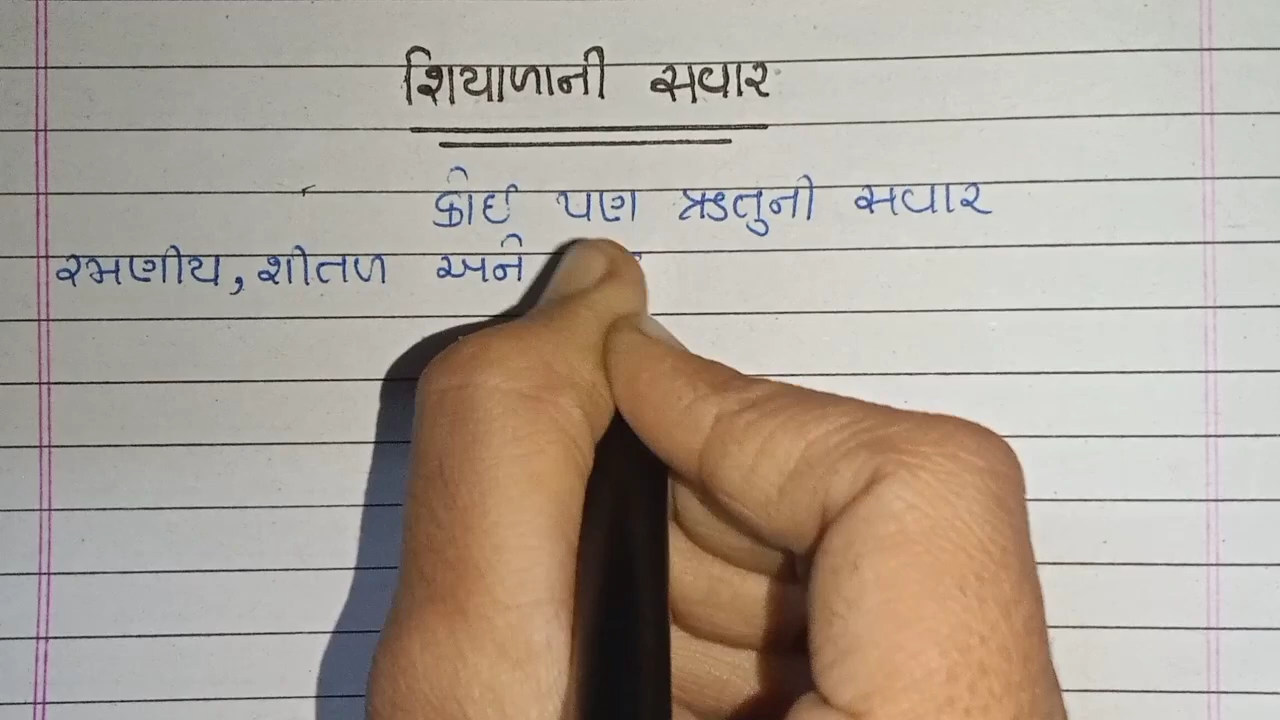 શિયાળાની સવાર
કોઈ પણ ઋતુની સવાર
રમણીય, શીતળ અને